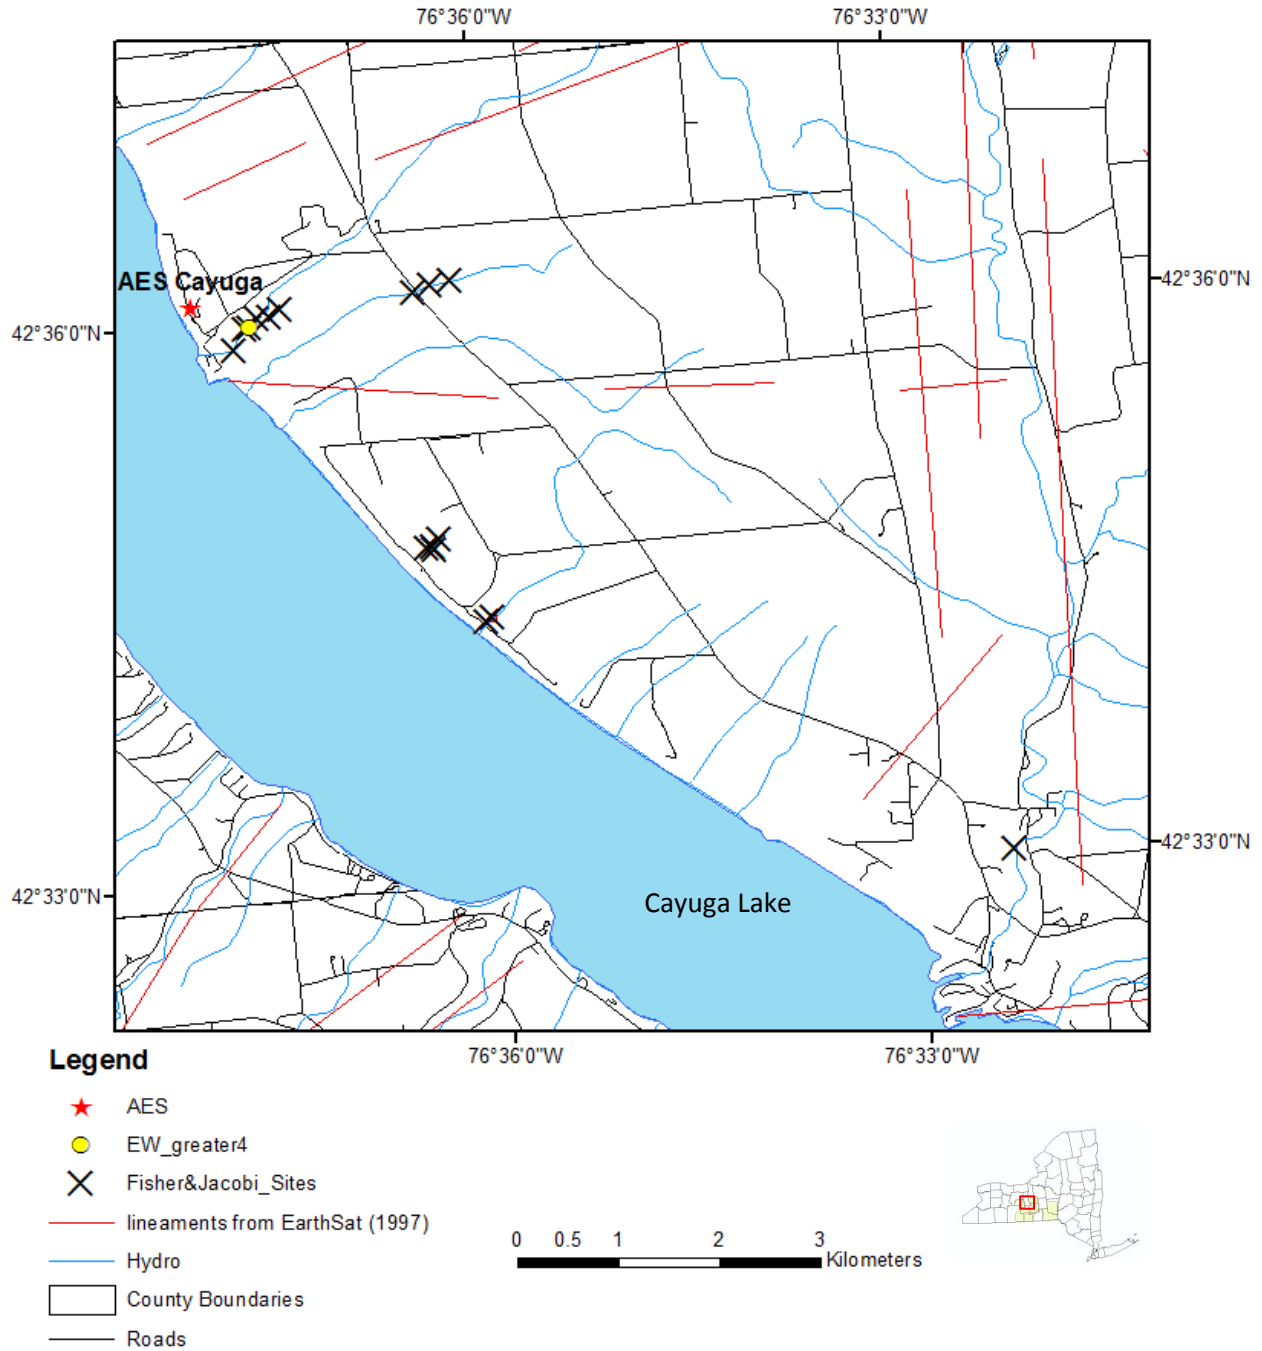 76°36'0"W
76°33'0"W
AES Cayuga
42°36'0"N
42°36'0"N
42°33'0"N
42°33'0"N
Cayuga Lake
76°36'0"W
76°33'0"W
Legend
AES
EW_greater4
Fisher&Jacobi_Sites
lineaments from EarthSat (1997)
Hydro
County Boundaries
Roads
0 0.5 1 2 3
Kilometers